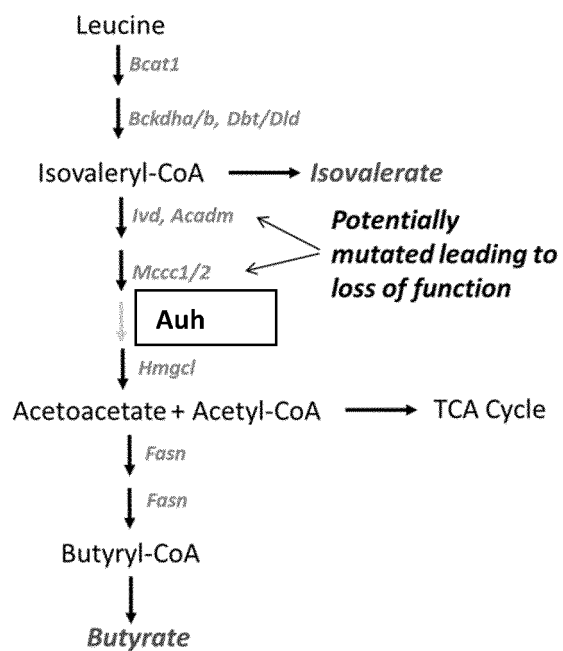 Leucine
Bcat1
Bckdha/b, Dbt/Dld
Isovaleryl-CoA
Isovalerate
Ivd, Acadm
Potentially
mutated leading to
loss of function
Mccc1/2
Auh
Hmgcl
Acetoacetate + Acetyl-CoA
TCA Cycle
Fasn
Fasn
Butyryl-CoA
Butyrate